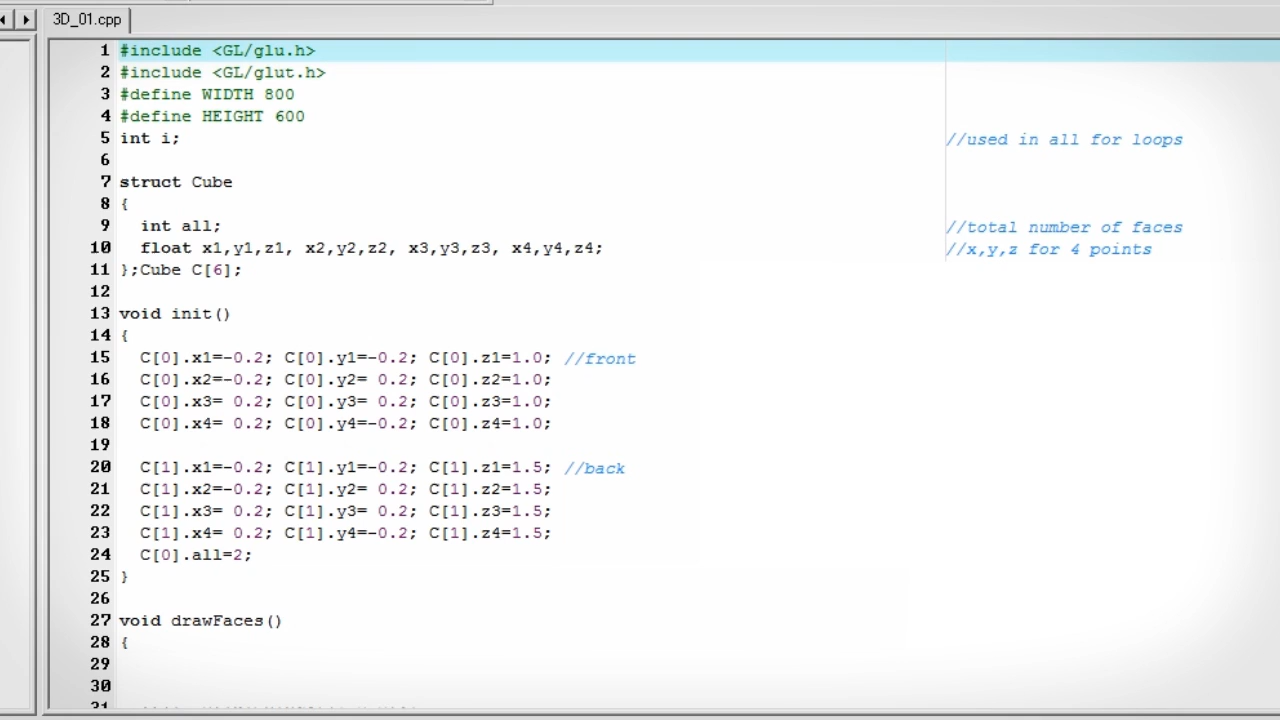 3D_01.cpp
1 #include <GL/glu.h>
2 #include <GL/glut.h>
3 #define WIDTH 800
4 #define HEIGHT 600
5 int i; //used in all for loops
6
7 struct Cube
8 {
9 int all; //total number of faces
10 float x1,y1,z1, x2,y2,z2, x3,y3,z3, x4,y4,z4; //x,y,z for 4 points
11 };Cube C[6];
12
13 void init()
14 {
15 C[0].x1=-0.2; C[0].y1=-0.2; C[0].z1=1.0; //front
16 C[0].x2=-0.2; C[0].y2= 0.2; C[0].z2=1.0;
17 C[0].x3= 0.2; C[0].y3= 0.2; C[0].z3=1.0;
18 C[0].x4= 0.2; C[0].y4=-0.2; C[0].z4=1.0;
19
20 C[1].x1=-0.2; C[1].y1=-0.2; C[1].z1=1.5; //back
21 C[1].x2=-0.2; C[1].y2= 0.2; C[1].z2=1.5;
22 C[1].x3= 0.2; C[1].y3= 0.2; C[1].z3=1.5;
23 C[1].x4= 0.2; C[1].y4=-0.2; C[1].z4=1.5;
24 C[0].all=2;
25 }
26
27 void drawFaces()
28 {
29
30
31